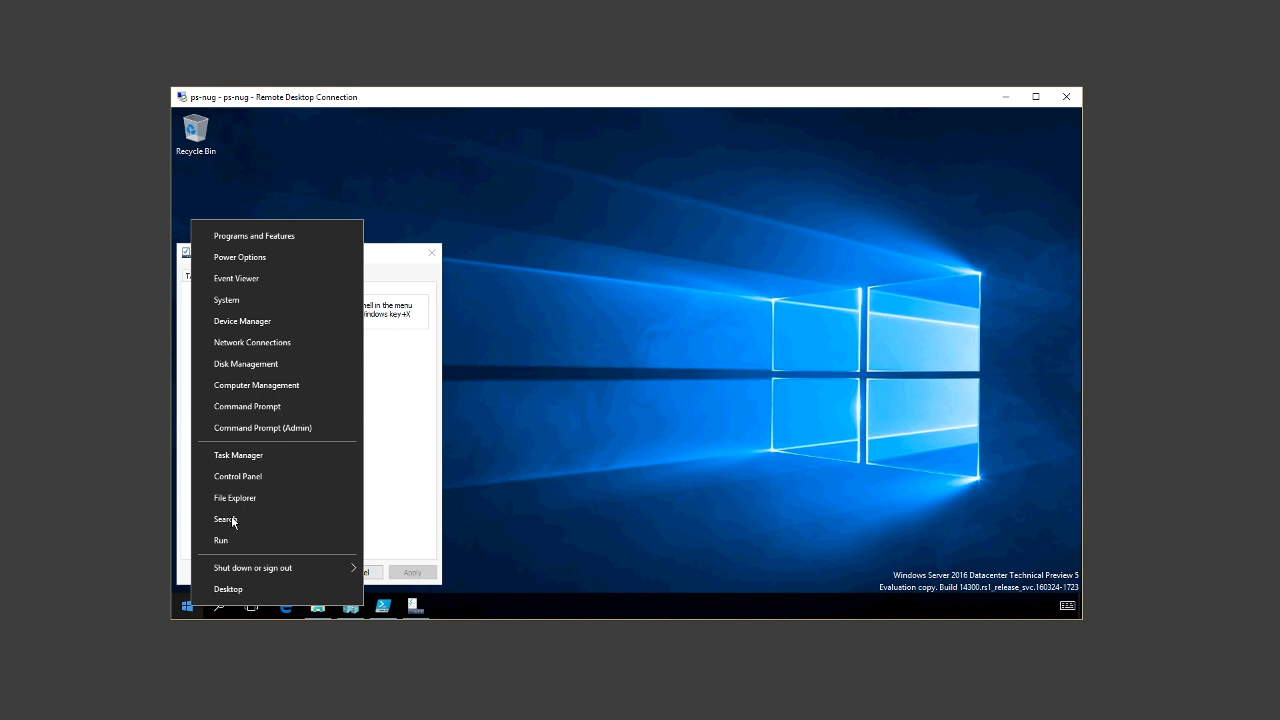 ps-nug - ps-nug - Remote Desktop Connection
Recycle Bin
Programs and Features
Power Options
Event Viewer
System
Device Manager
Network Connections
Disk Management
Computer Management
Command Prompt
Command Prompt (Admin)
Task Manager
Control Panel
File Explorer
Search
Run
Shut down or sign out
Desktop
in the menu
key+X
Apply
Windows Server 2016 Datacenter Technical Preview 5
Evaluation copy. Build 14300.rs1_release_svc.160324-1723